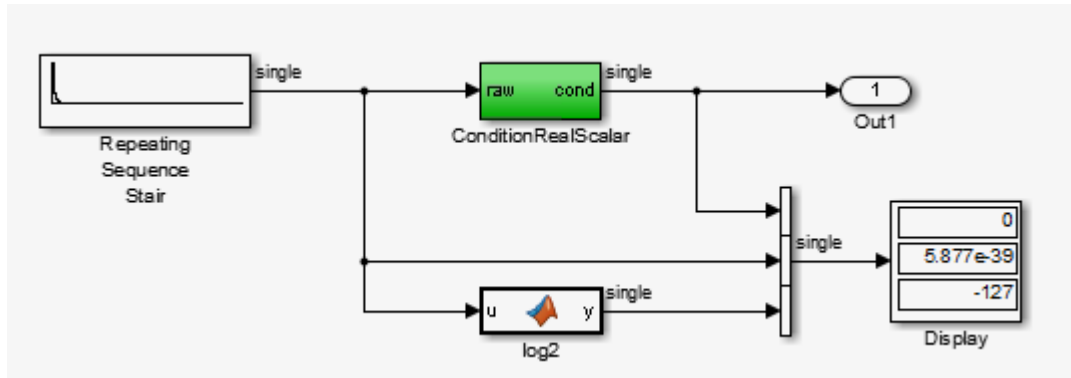 single
Repeating
Sequence
Stair
raw cond
single
ConditionRealScalar
1
Out1
single
0
5.877e-39
-127
Display
u y
single
log2